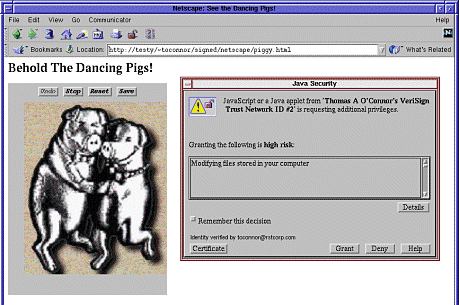 Netscape: See the Dancing Pigs!
File Edit View Go Communicator Help
Bookmarks Location: http://testy/~toconnor/signed/netscape/piggy.html What's Related
Behold The Dancing Pigs!
Undo Stop Reset Save
Java Security
JavaScript or a Java applet from 'Thomas A O'Connor's VeriSign
Trust Network ID #2' is requesting additional privileges.
Granting the following is high risk:
Modifying files stored in your computer
Details
Remember this decision
Identity verified by toconnor@rstcorp.com
Certificate Grant Deny Help